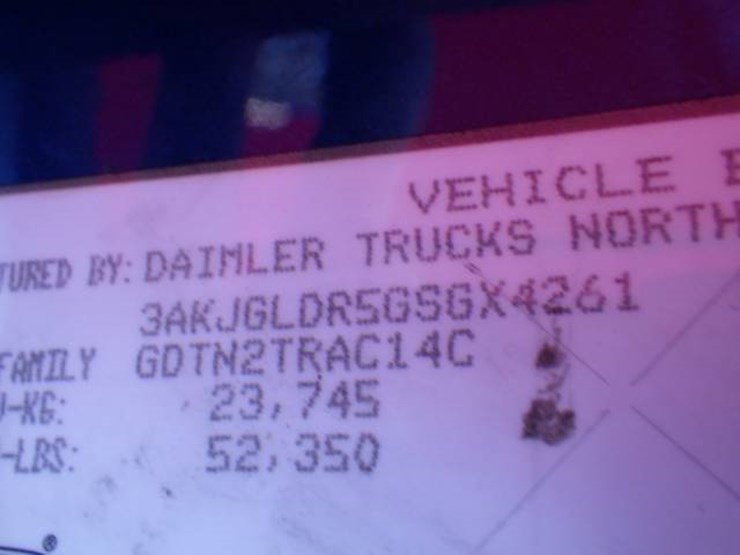 VEHICLE E
TURED BY: DAIMLER TRUCKS NORTH
3AKJGLDR5GSGX4261
FAMILY GDTN2TRAC14C
-KG: 23,745
-LBS: 52,350
®